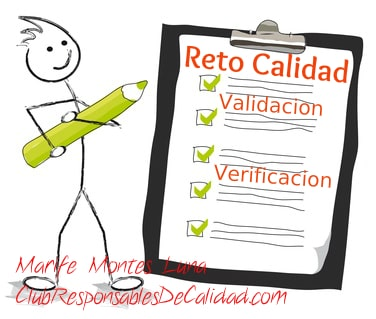 Reto Calidad
Validacion
Verificacion
Marife Montes Luna
ClubResponsablesDeCalidad.com